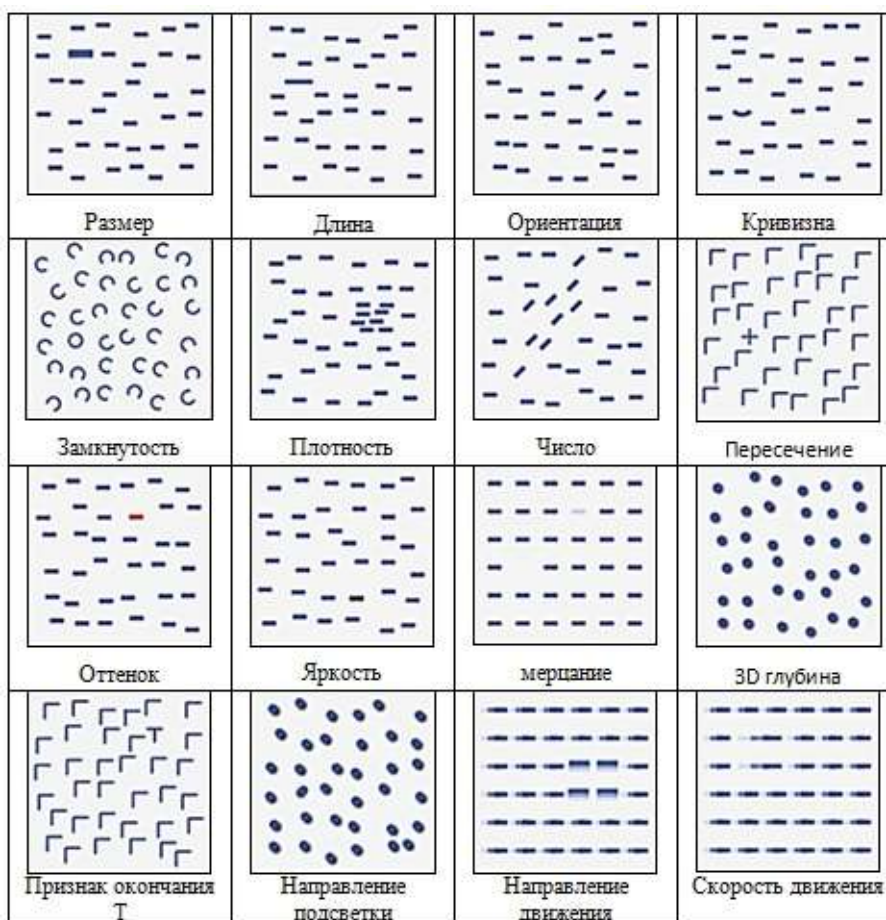 Размер
Длина
Ориентация
Кривизна
Замкнутость
Плотность
Число
Пересечение
Оттенок
Яркость
мерцание
3D глубина
Признак окончания
Т
Направление
подсветки
Направление
движения
Скорость движения